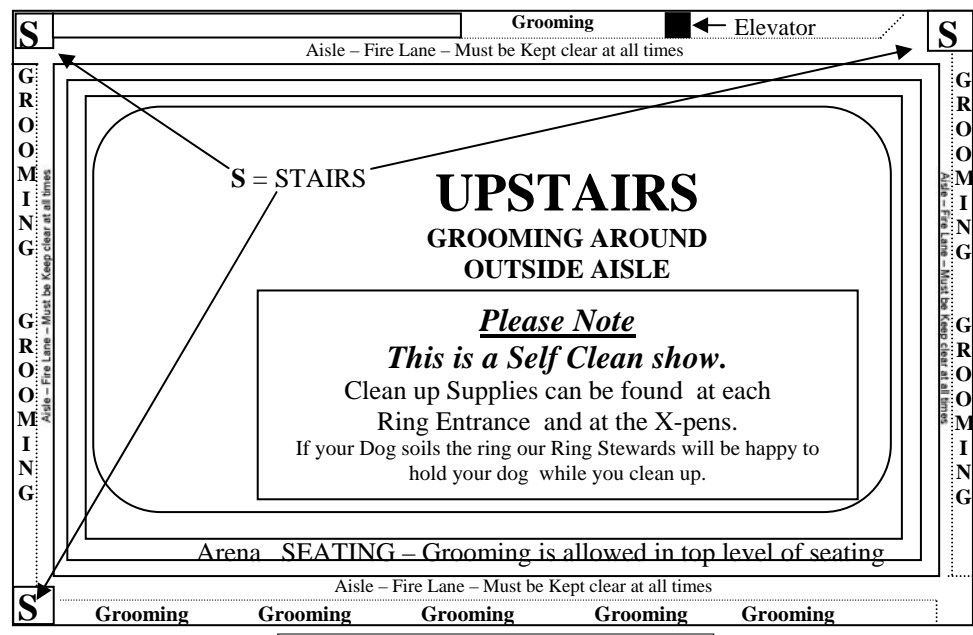 S
Grooming
Elevator
S
Aisle – Fire Lane – Must be Kept clear at all times
GROOMING GROOMING
Aisle – Fire Lane – Must be Keep clear at all times
S = STAIRS
UPSTAIRS
GROOMING AROUND
OUTSIDE AISLE
Please Note
This is a Self Clean show.
Clean up Supplies can be found at each
Ring Entrance and at the X-pens.
If your Dog soils the ring our Ring Stewards will be happy to
hold your dog while you clean up.
Aisle – Fire Lane – Must be Keep clear at all times
GROOMING GROOMING
Arena SEATING – Grooming is allowed in top level of seating
Aisle – Fire Lane – Must be Kept clear at all times
S
Grooming Grooming Grooming Grooming Grooming